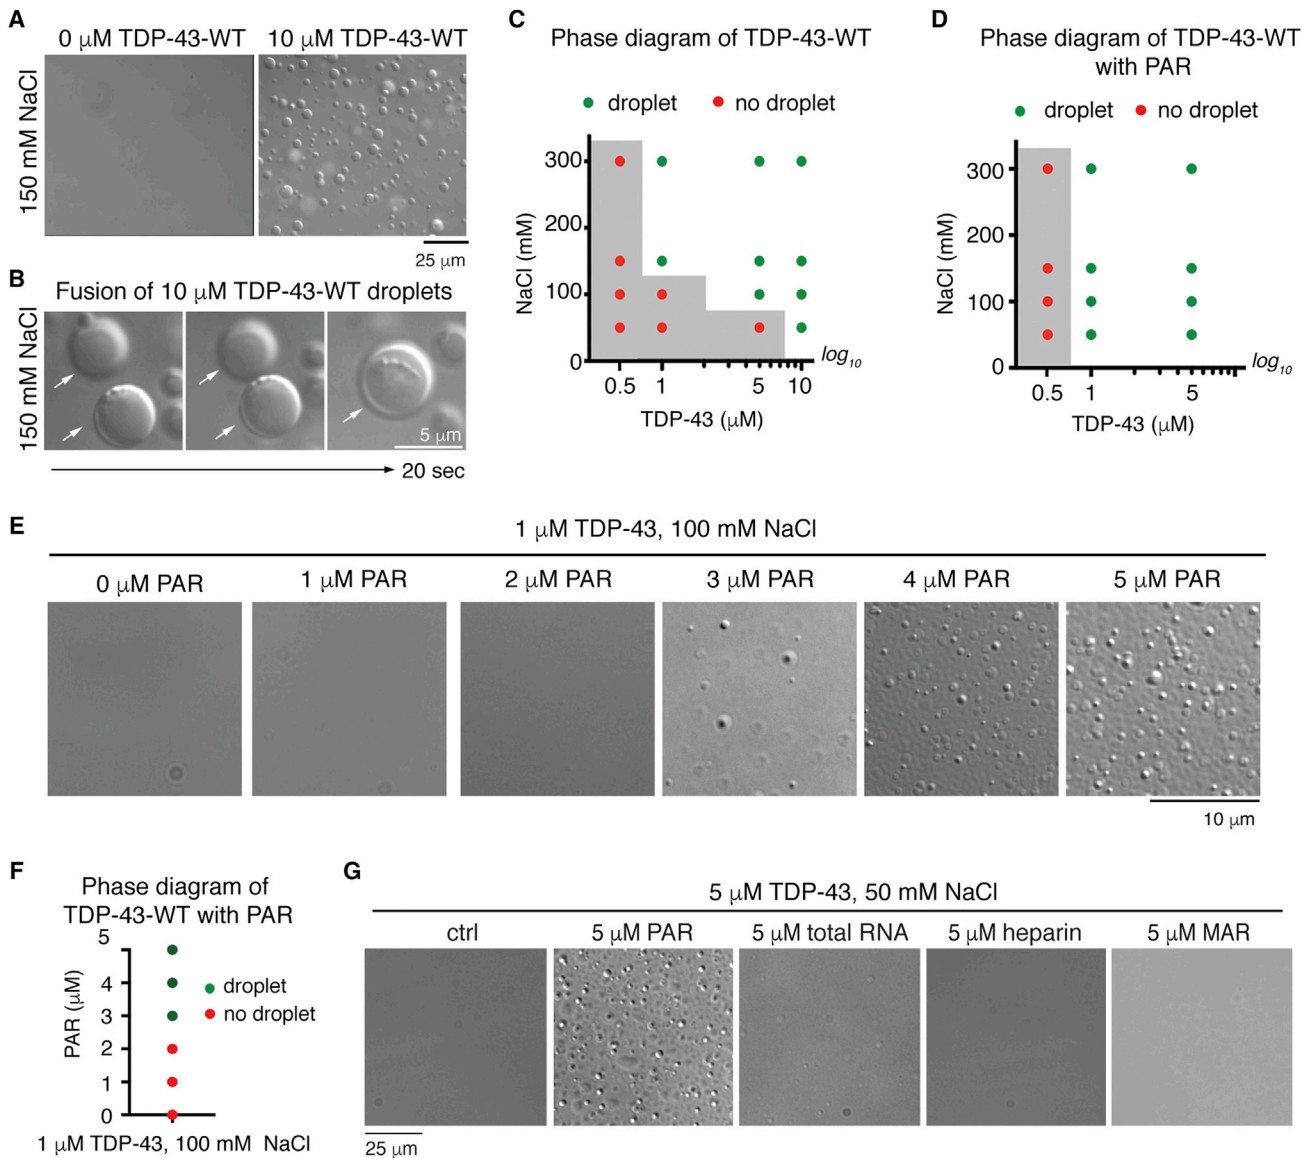 A
0 μM TDP-43-WT
10 μM TDP-43-WT
150 mM NaCl
25 μm
B
Fusion of 10 μM TDP-43-WT droplets
150 mM NaCl
5 μm
20 sec
C
Phase diagram of TDP-43-WT
droplet
no droplet
NaCl (mM)
300
200
100
0
0.5
1
5
10
log10
TDP-43 (μM)
D
Phase diagram of TDP-43-WT
with PAR
droplet
no droplet
NaCl (mM)
300
200
100
0
0.5
1
5
log10
TDP-43 (μM)
E
1 μM TDP-43, 100 mM NaCl
0 μM PAR
1 μM PAR
2 μM PAR
3 μM PAR
4 μM PAR
5 μM PAR
10 μm
F
Phase diagram of
TDP-43-WT with PAR
PAR (μM)
5
4
3
2
1
0
droplet
no droplet
1 μM TDP-43, 100 mM NaCl
G
5 μM TDP-43, 50 mM NaCl
ctrl
5 μM PAR
5 μM total RNA
5 μM heparin
5 μM MAR
25 μm